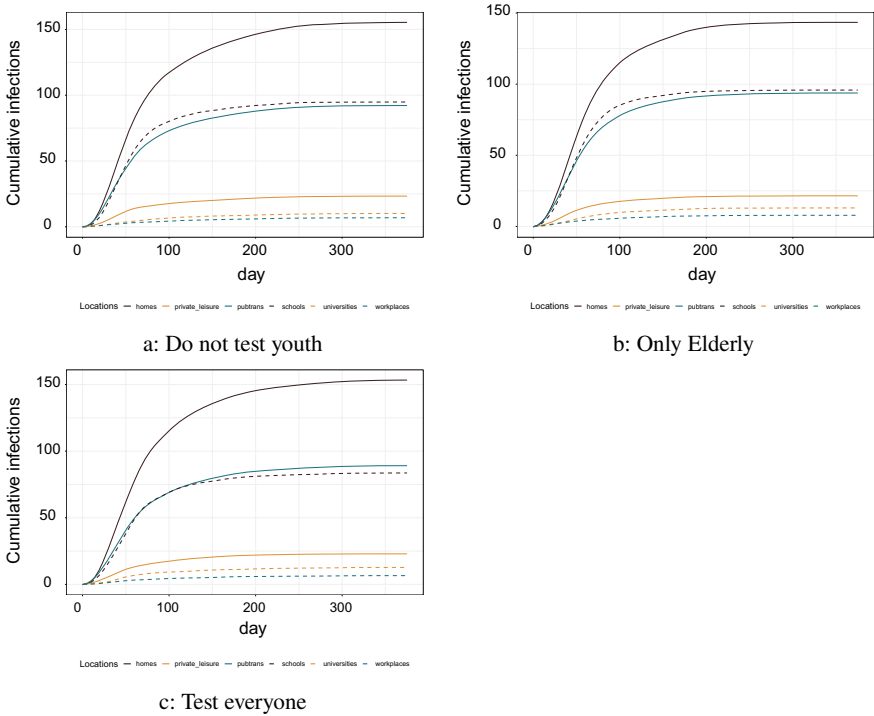 Cumulative infections
150
100
50
0
0 100 200 300
day
Locations homes private_leisure pubtrans schools universities workplaces
a: Do not test youth
Cumulative infections
150
100
50
0
0 100 200 300
day
Locations homes private_leisure pubtrans schools universities workplaces
b: Only Elderly
Cumulative infections
150
100
50
0
0 100 200 300
day
Locations homes private_leisure pubtrans schools universities workplaces
c: Test everyone